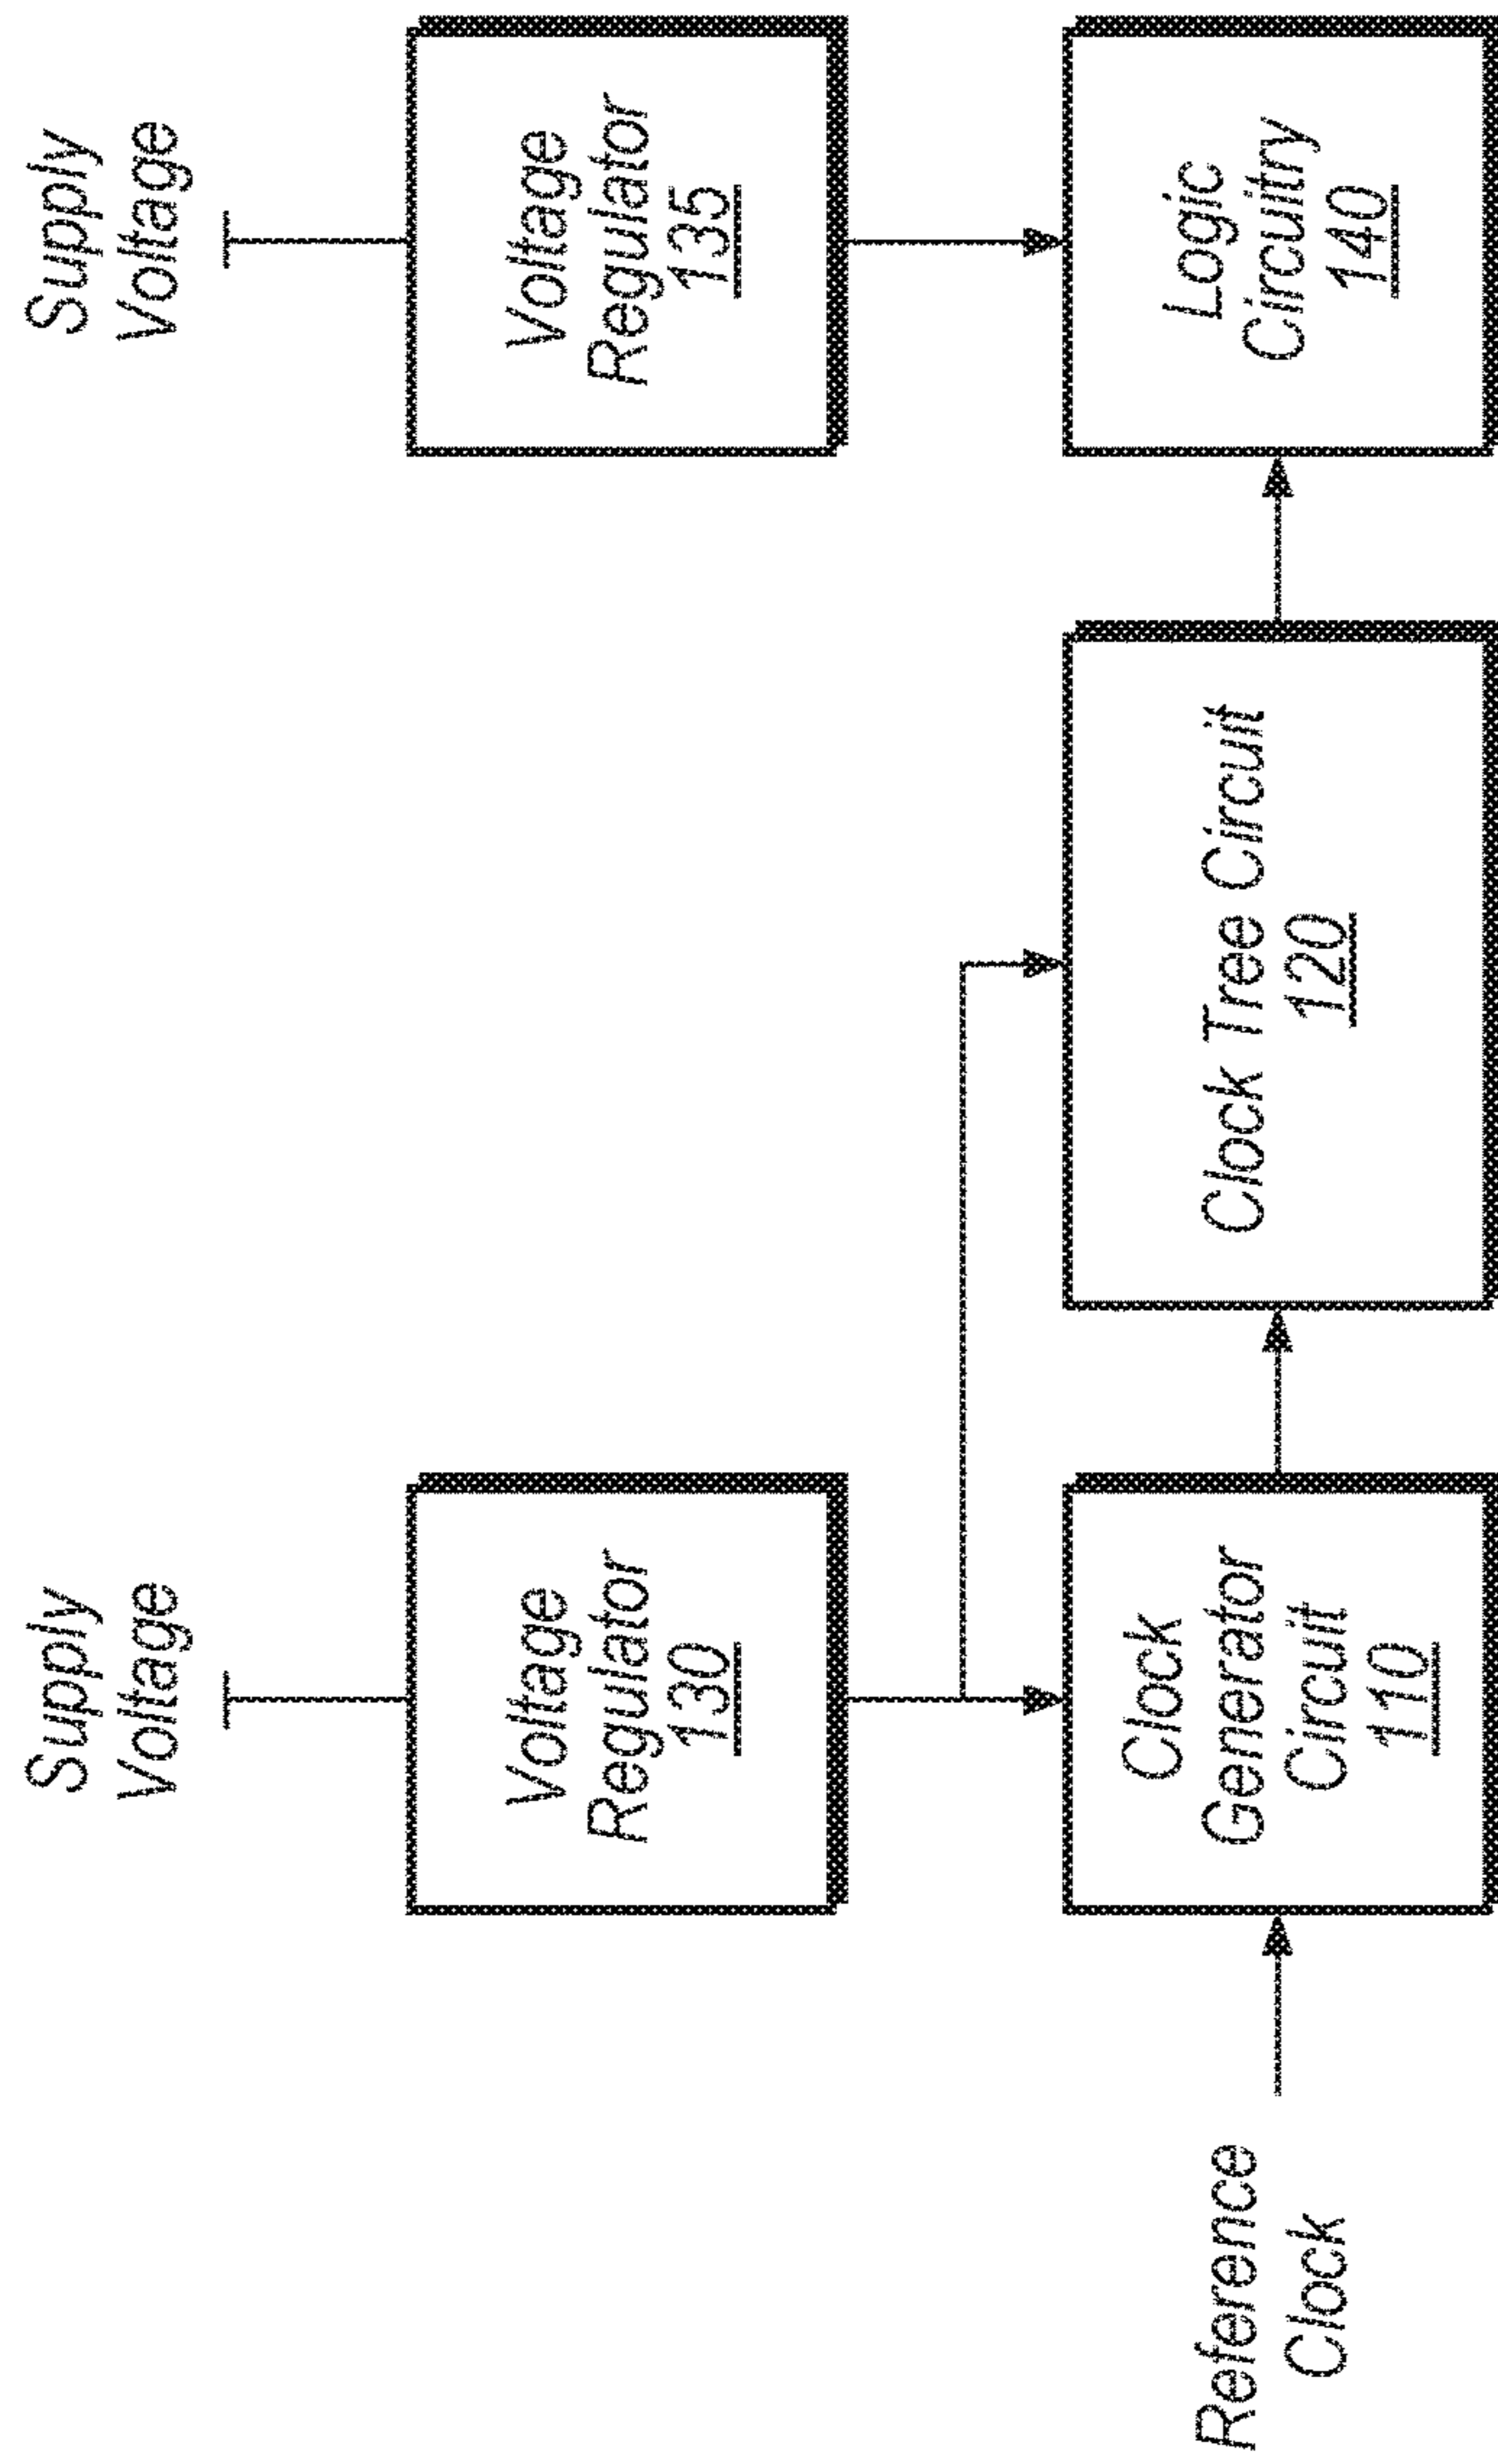 Supply
Voltage
Supply
Voltage
Voltage
Regulator
130
Voltage
Regulator
135
Reference
Clock
Clock
Generator
Circuit
110
Clock Tree Circuit
120
Logic
Circuitry
140